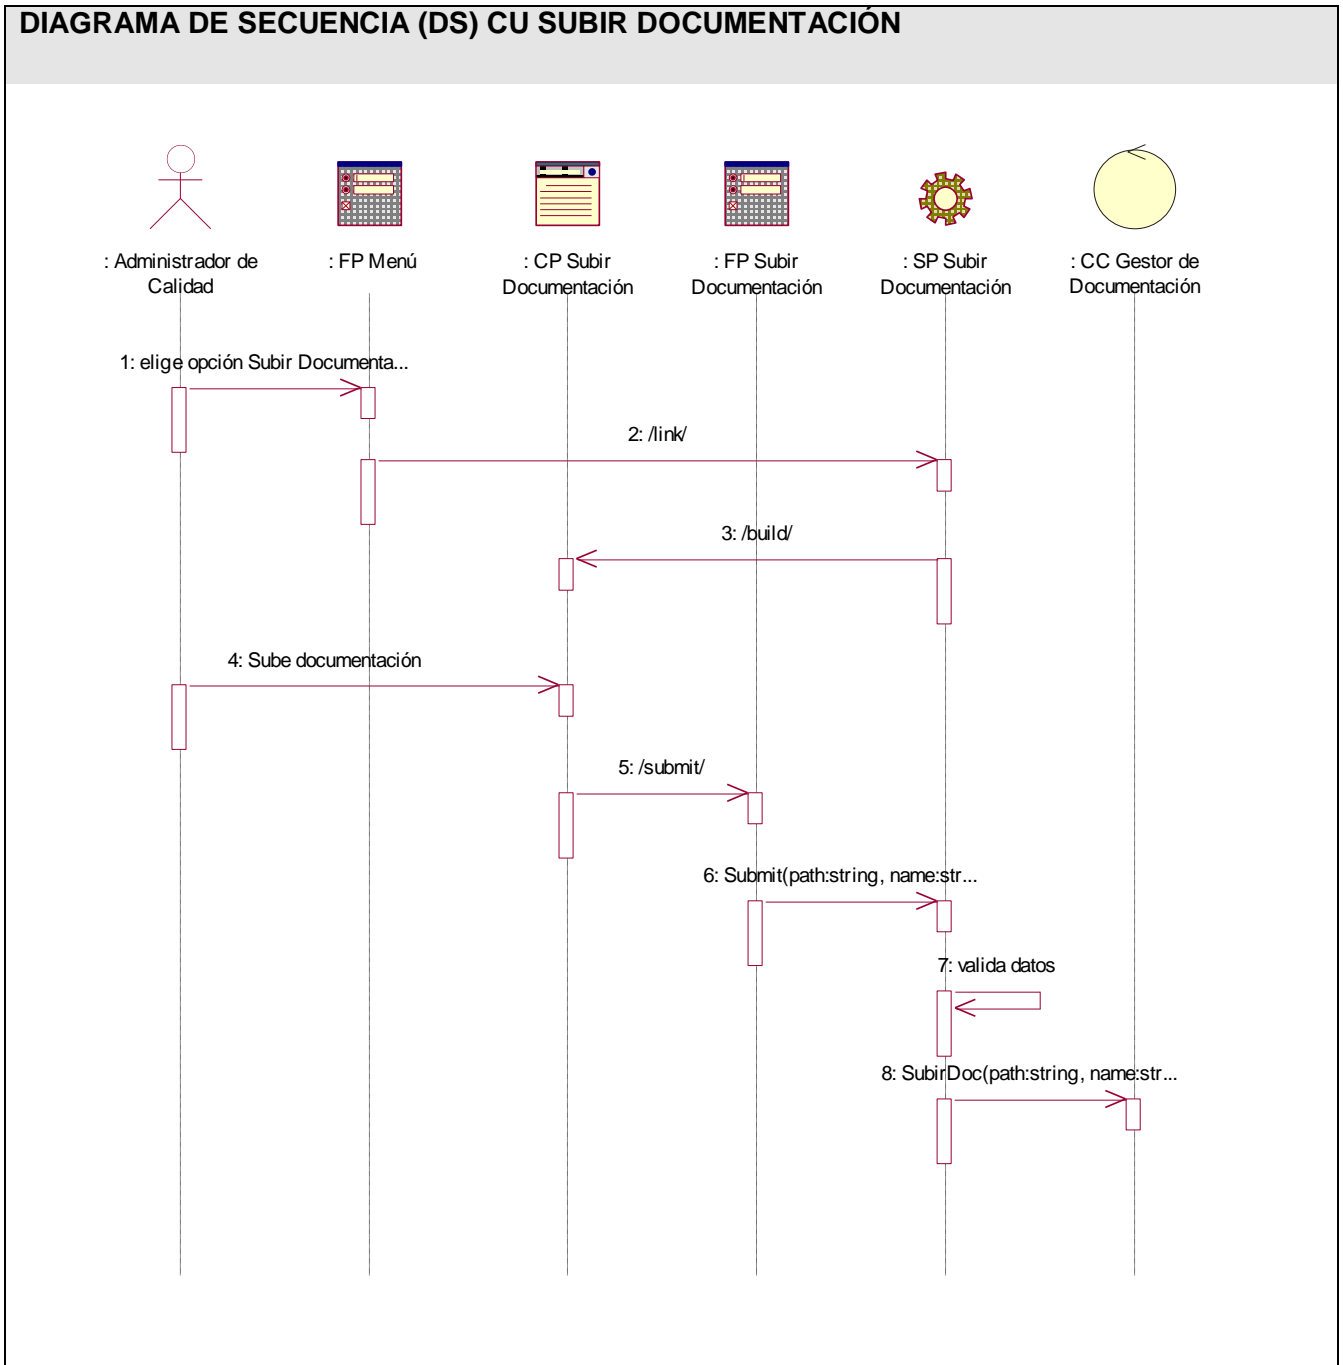 DIAGRAMA DE SECUENCIA (DS) CU SUBIR DOCUMENTACIÓN
: Administrador de
Calidad
: FP Menú
: CP Subir
Documentación
: FP Subir
Documentación
: SP Subir
Documentación
: CC Gestor de
Documentación
1: elige opción Subir Documenta...
2: /link/
3: /build/
4: Sube documentación
5: /submit/
6: Submit(path:string, name:str...
7: valida datos
8: SubirDoc(path:string, name:str...